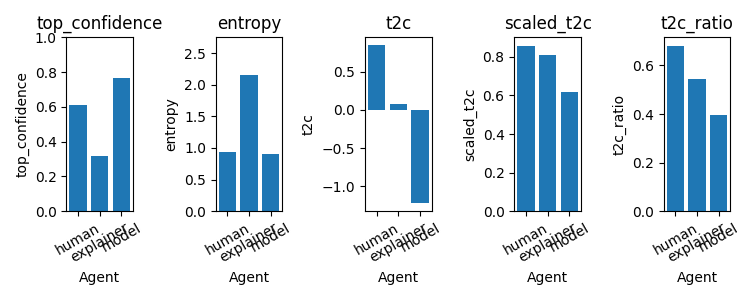 top_confidence
entropy
t2c
scaled_t2c
t2c_ratio
top_confidence
1.0
0.8
0.6
0.4
0.2
0.0
human
explainer
model
Agent
entropy
2.5
2.0
1.5
1.0
0.5
0.0
human
explainer
model
Agent
t2c
0.5
0.0
−0.5
−1.0
human
explainer
model
Agent
scaled_t2c
0.8
0.6
0.4
0.2
0.0
human
explainer
model
Agent
t2c_ratio
0.6
0.4
0.2
0.0
human
explainer
model
Agent